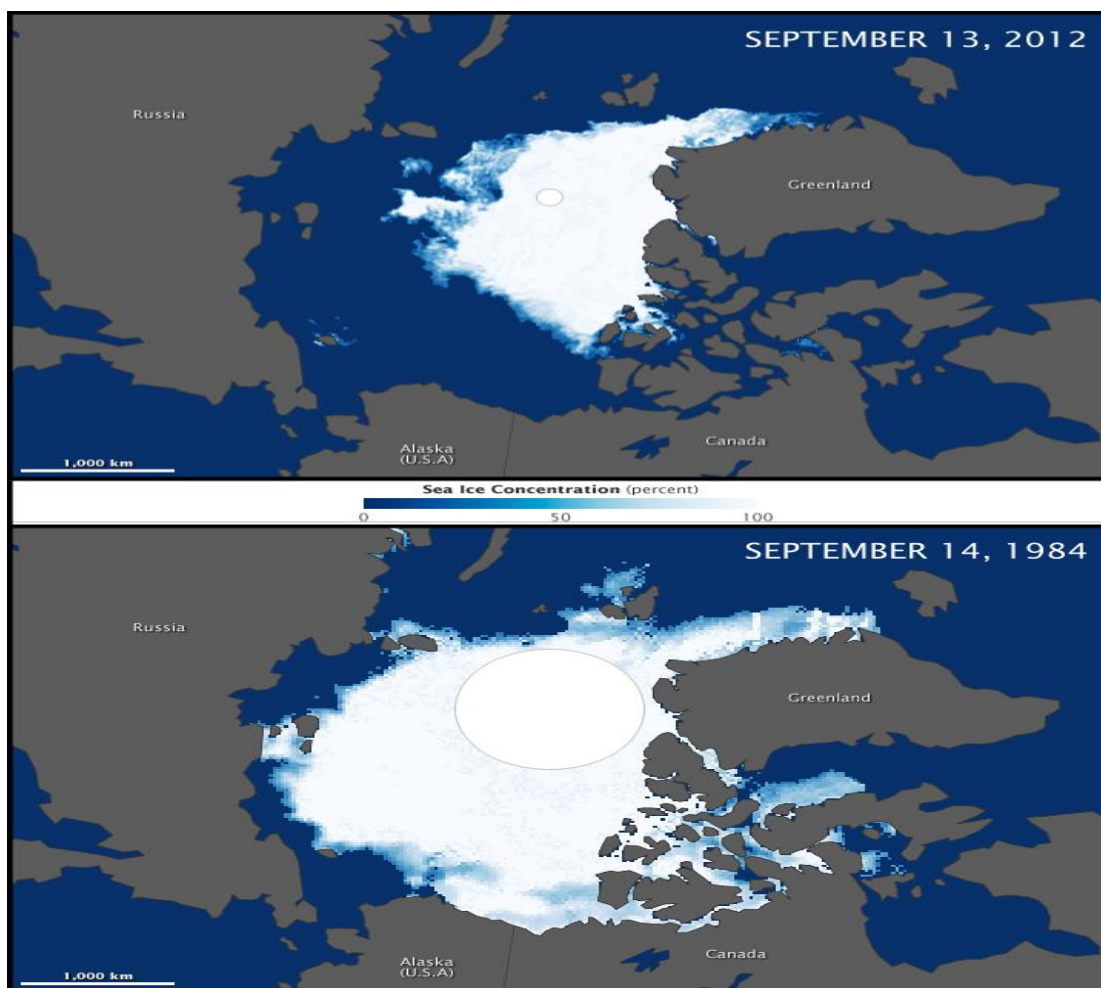 SEPTEMBER 13, 2012
Russia
Greenland
Alaska
(U.S.A)
Canada
1,000 km
Sea Ice Concentration (percent)
0 50 100
SEPTEMBER 14, 1984
Russia
Greenland
Alaska
(U.S.A)
Canada
1,000 km